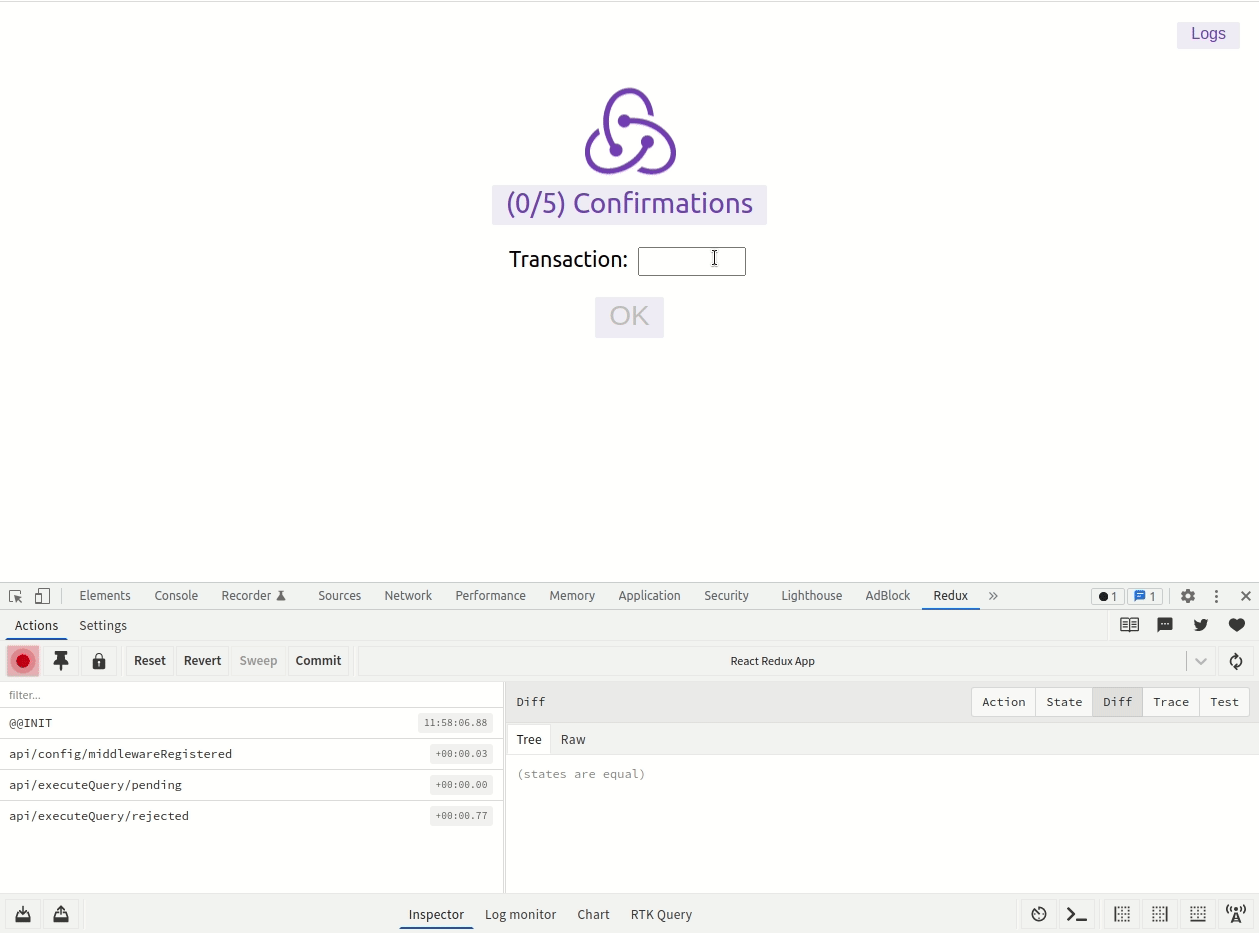 Logs
(0/5) Confirmations
Transaction:
OK
Elements Console Recorder Sources Network Performance Memory Application Security Lighthouse AdBlock Redux » 1 1
Actions Settings
Reset Revert Sweep Commit React Redux App
filter...
@@INIT 11:58:06.88
api/config/middlewareRegistered +00:00.03
api/executeQuery/pending +00:00.00
api/executeQuery/rejected +00:00.77
Diff Action State Diff Trace Test
Tree Raw
(states are equal)
Inspector Log monitor Chart RTK Query